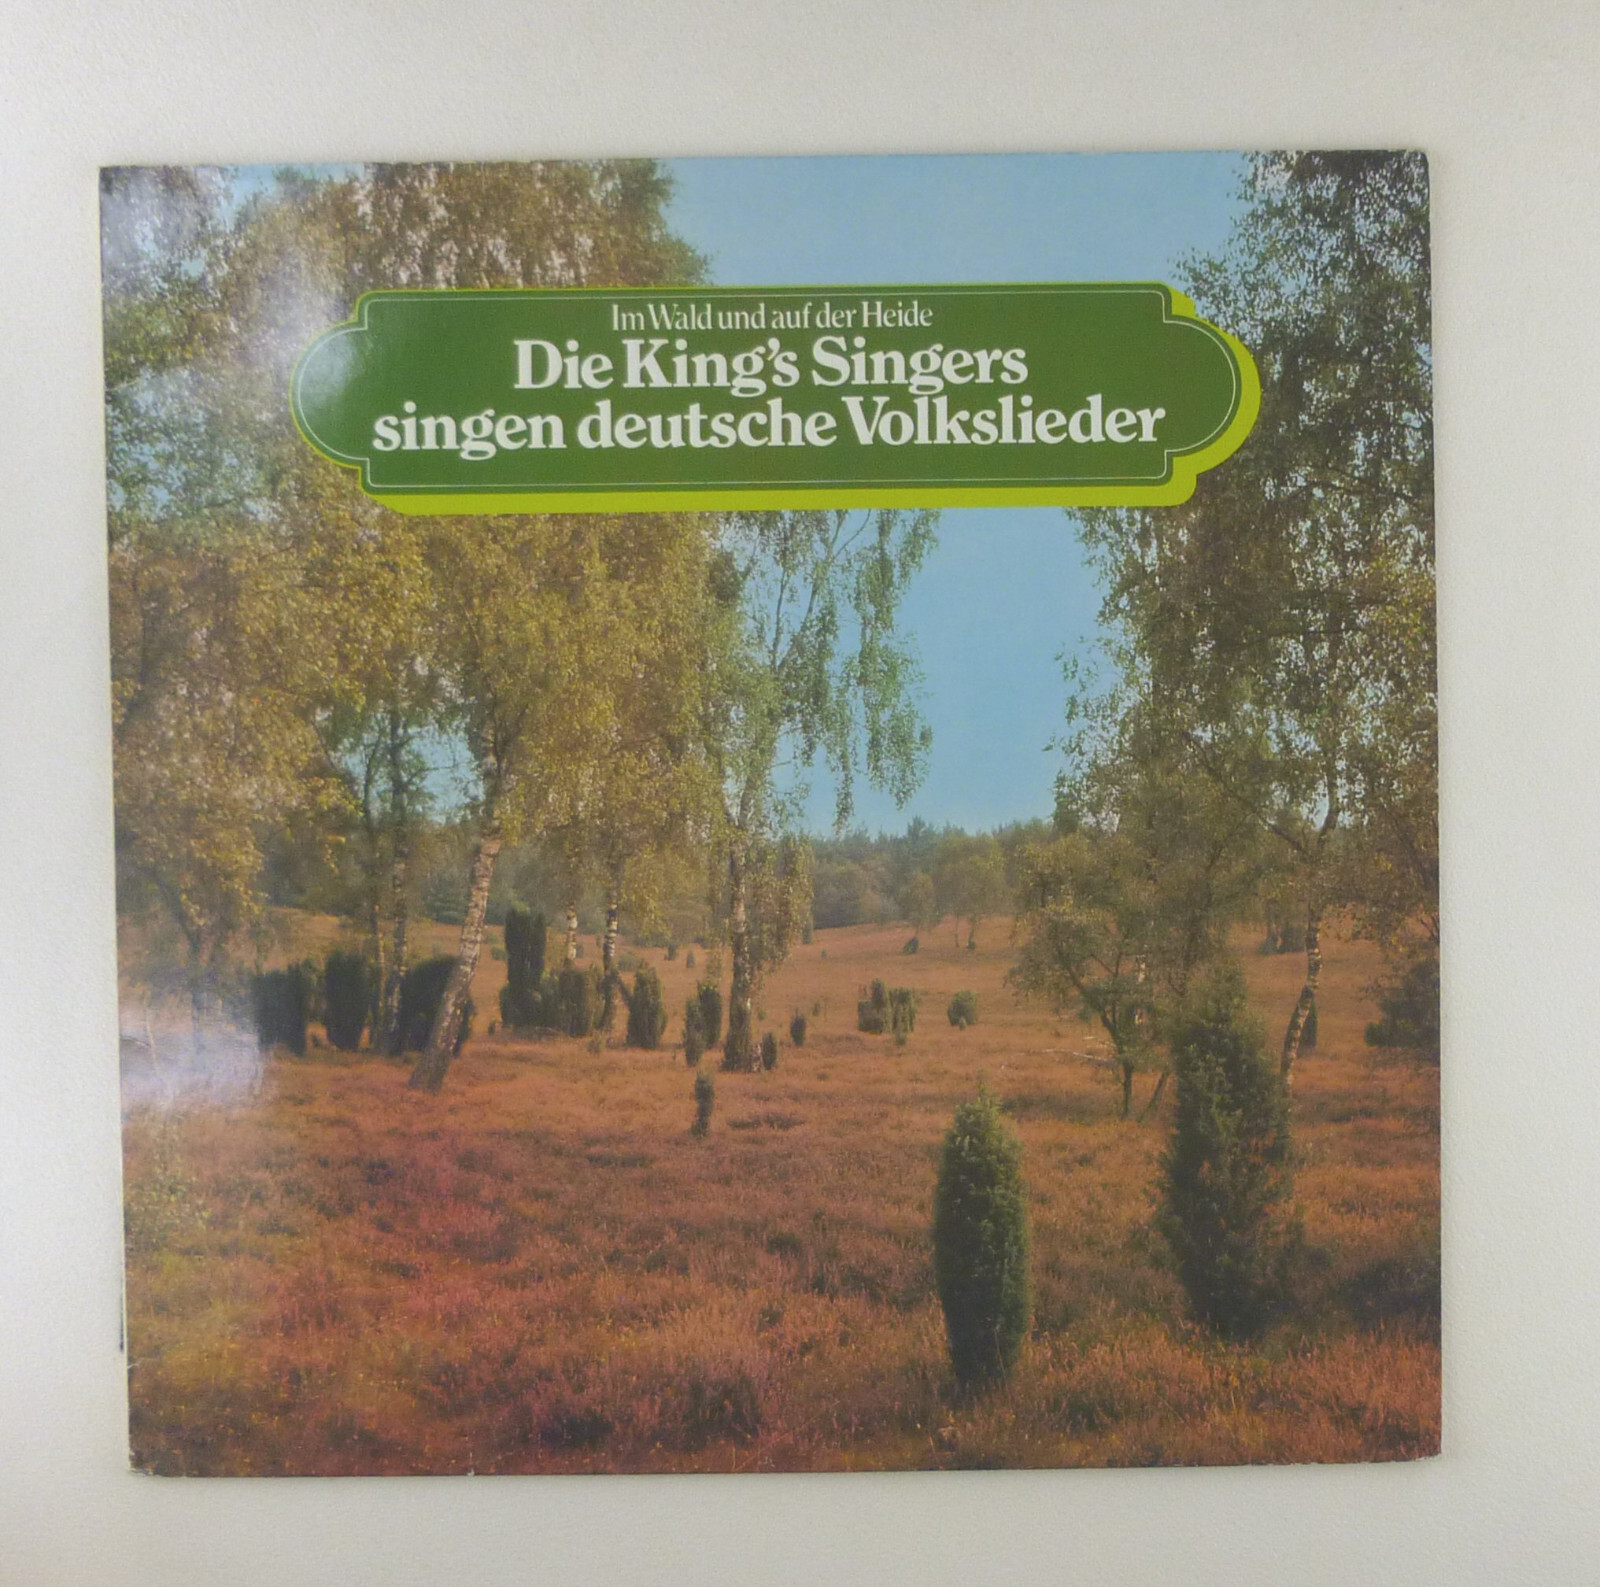 Im Wald und auf der Heide
Die King's Singers
singen deutsche Volkslieder